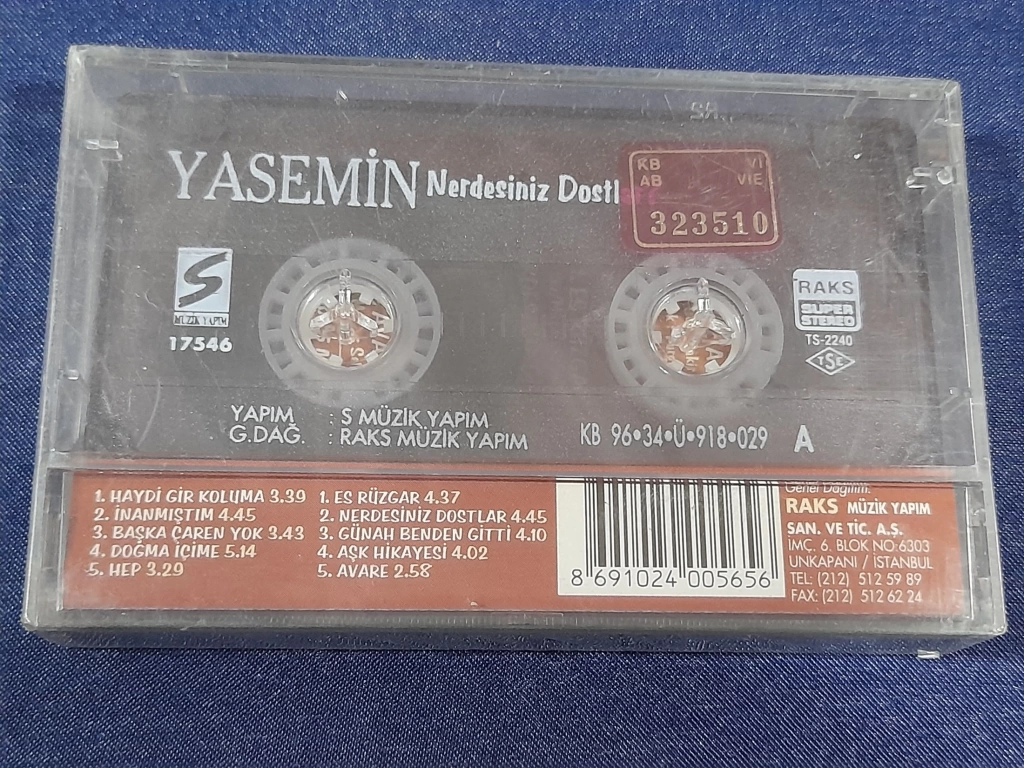 YASEMİN Nerdesiniz Dostl
KB VI
AB VIE
323510
S
MÜZİK YAPIM
17546
RAKS
SUPER
STEREO
TS-2240
TSE
YAPIM : S MÜZİK YAPIM
G.DAĞ. : RAKS MÜZİK YAPIM
KB 96•34•Ü•918•029 A
1. HAYDİ GİR KOLUMA 3.39
2. İNANMIŞTIM 4.45
3. BAŞKA ÇAREN YOK 3.43
4. DOĞMA İÇİME 5.14
5. HEP 3.29
1. ES RÜZGAR 4.37
2. NERDESİNİZ DOSTLAR 4.45
3. GÜNAH BENDEN GİTTİ 4.10
4. AŞK HİKAYESİ 4.02
5. AVARE 2.58
8 691024 005656
Genel Dağıtım:
RAKS MÜZİK YAPIM
SAN. VE TİC. A.Ş.
İMÇ. 6. BLOK NO:6303
UNKAPANI / İSTANBUL
TEL: (212) 512 59 89
FAX: (212) 512 62 24